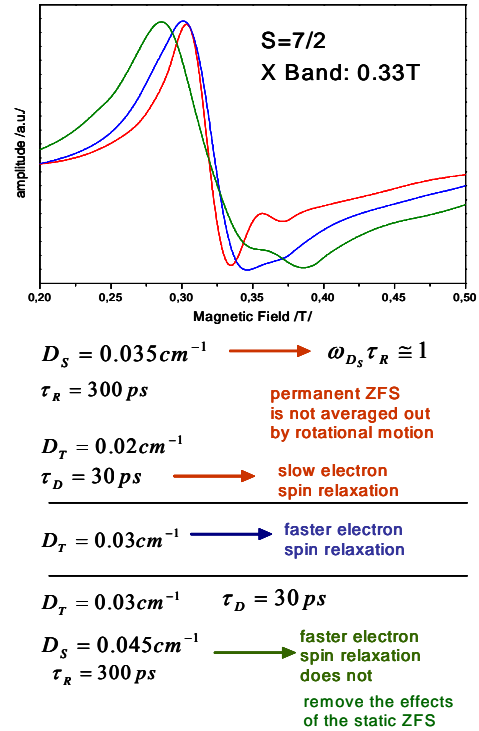 S=7/2
X Band: 0.33T
amplitude /a.u./
0,20 0,25 0,30 0,35 0,40 0,45 0,50
Magnetic Field /T/
D_S = 0.035 cm⁻¹ ω_{D_S} τ_R ≅ 1
τ_R = 300 ps
permanent ZFS
is not averaged out
by rotational motion
D_T = 0.02 cm⁻¹
τ_D = 30 ps
slow electron
spin relaxation
D_T = 0.03 cm⁻¹
faster electron
spin relaxation
D_T = 0.03 cm⁻¹ τ_D = 30 ps
D_S = 0.045 cm⁻¹
τ_R = 300 ps
faster electron
spin relaxation
does not
remove the effects
of the static ZFS